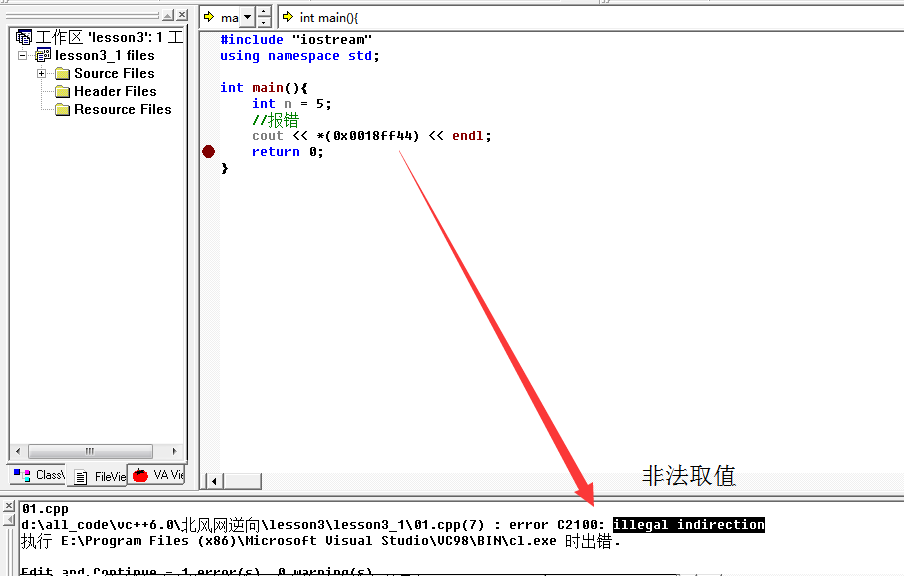 ma
int main(){
工作区 'lesson3': 1 工
lesson3_1 files
Source Files
Header Files
Resource Files
#include "iostream"
using namespace std;
int main(){
int n = 5;
//报错
cout << *(0x0018ff44) << endl;
return 0;
}
Class\
FileVie
VA Vie
非法取值
01.cpp
d:\all_code\vc++6.0\北风网逆向\lesson3\lesson3_1\01.cpp(7) : error C2100: illegal indirection
执行 E:\Program Files (x86)\Microsoft Visual Studio\VC98\BIN\cl.exe 时出错.
Edit and Continue - 1 error(s), 0 warning(s)